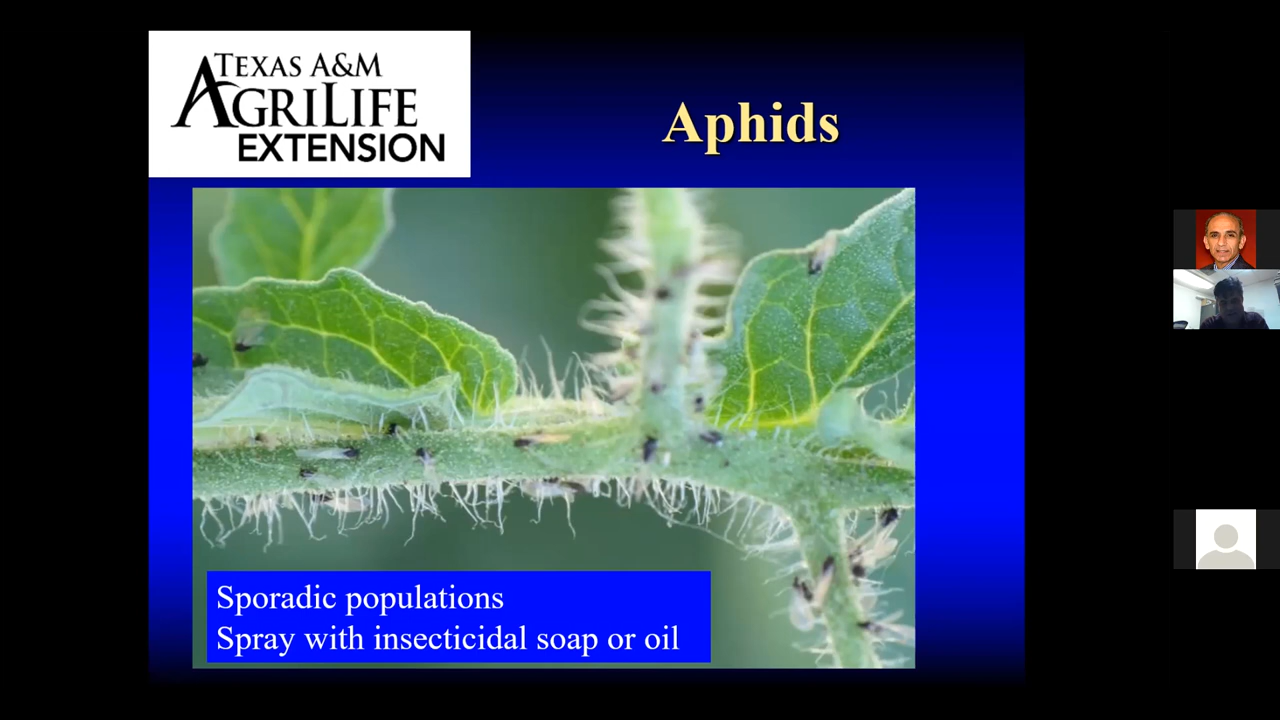 TEXAS A&M
AGRILIFE
EXTENSION
Aphids
Sporadic populations
Spray with insecticidal soap or oil